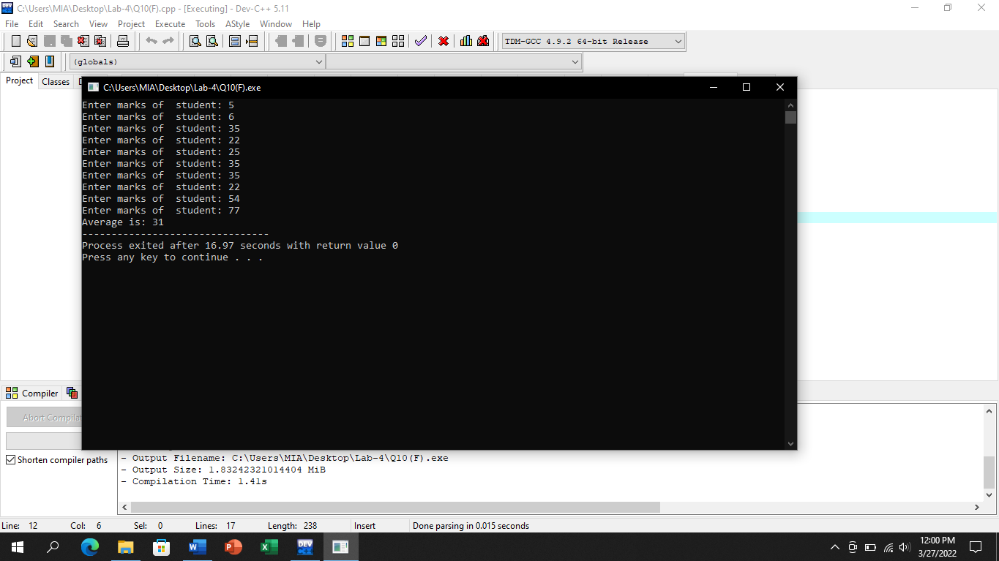 C:\Users\MIA\Desktop\Lab-4\Q10(F).cpp - [Executing] - Dev-C++ 5.11
File Edit Search View Project Execute Tools AStyle Window Help
TDM-GCC 4.9.2 64-bit Release
(globals)
Project Classes
C:\Users\MIA\Desktop\Lab-4\Q10(F).exe
Enter marks of  student: 5
Enter marks of  student: 6
Enter marks of  student: 35
Enter marks of  student: 22
Enter marks of  student: 25
Enter marks of  student: 35
Enter marks of  student: 35
Enter marks of  student: 22
Enter marks of  student: 54
Enter marks of  student: 77
Average is: 31
--------------------------------
Process exited after 16.97 seconds with return value 0
Press any key to continue . . .
Compiler
Abort Compilat
Shorten compiler paths
- Output Filename: C:\Users\MIA\Desktop\Lab-4\Q10(F).exe
- Output Size: 1.83242321014404 MiB
- Compilation Time: 1.41s
Line: 12 Col: 6 Sel: 0 Lines: 17 Length: 238 Insert Done parsing in 0.015 seconds
12:00 PM
3/27/2022